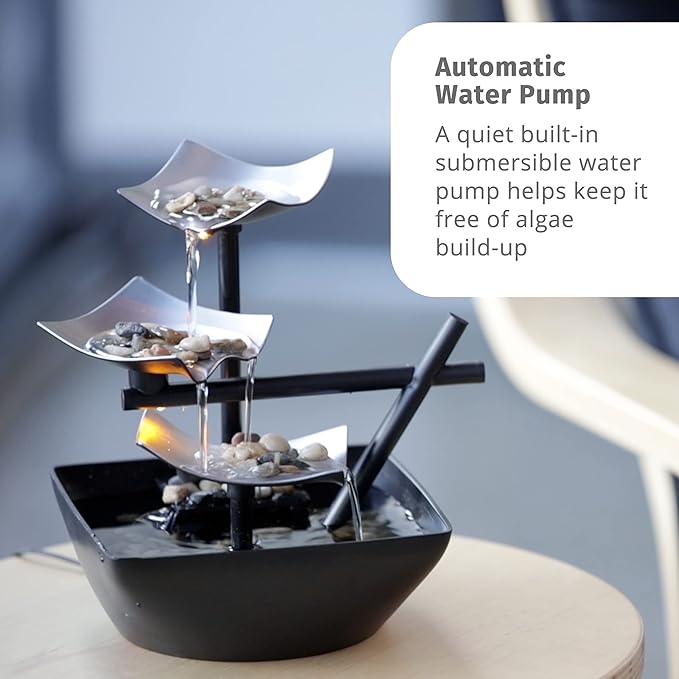 Automatic
Water Pump
A quiet built-in
submersible water
pump helps keep it
free of algae
build-up